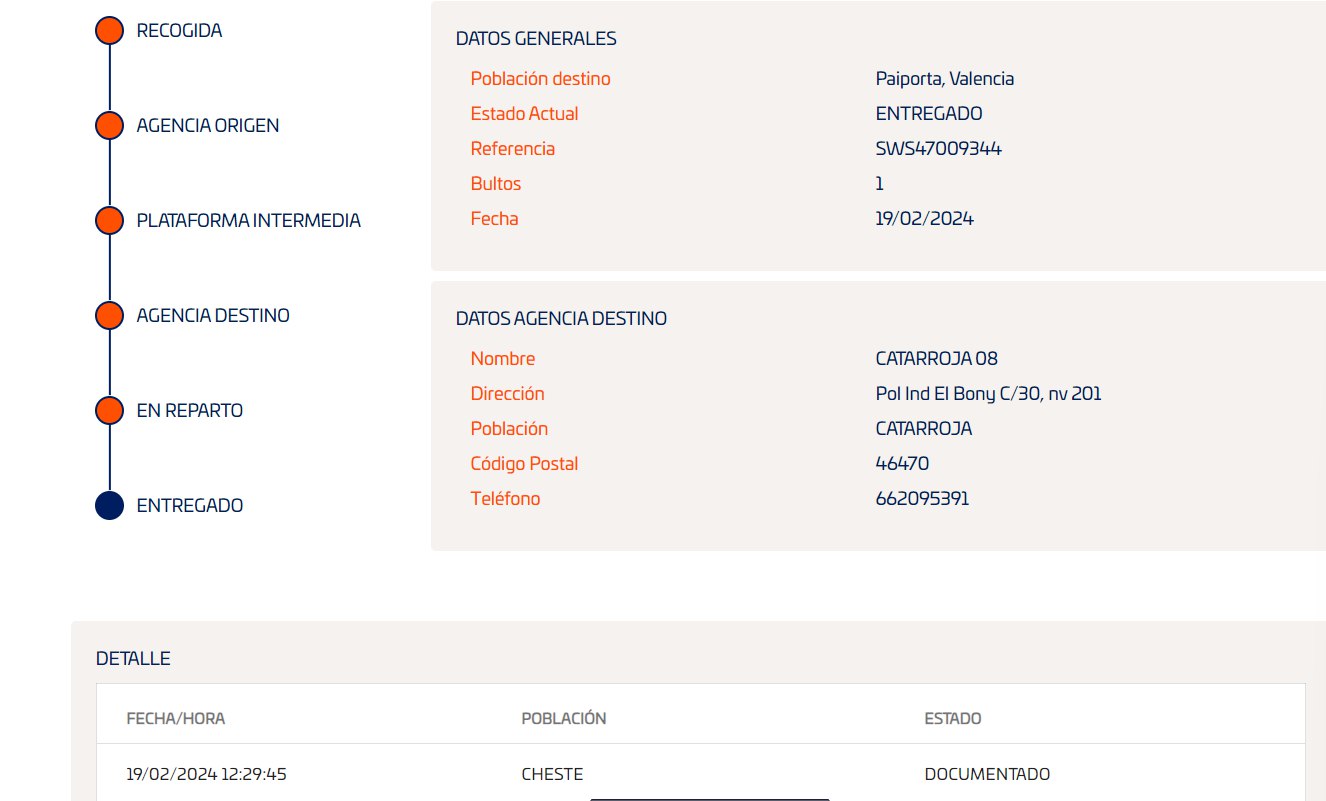 RECOGIDA
AGENCIA ORIGEN
PLATAFORMA INTERMEDIA
AGENCIA DESTINO
EN REPARTO
ENTREGADO
DATOS GENERALES
Población destino Paiporta, Valencia
Estado Actual ENTREGADO
Referencia SWS47009344
Bultos 1
Fecha 19/02/2024
DATOS AGENCIA DESTINO
Nombre CATARROJA 08
Dirección Pol Ind El Bony C/30, nv 201
Población CATARROJA
Código Postal 46470
Teléfono 662095391
DETALLE
FECHA/HORA POBLACIÓN ESTADO
19/02/2024 12:29:45 CHESTE DOCUMENTADO